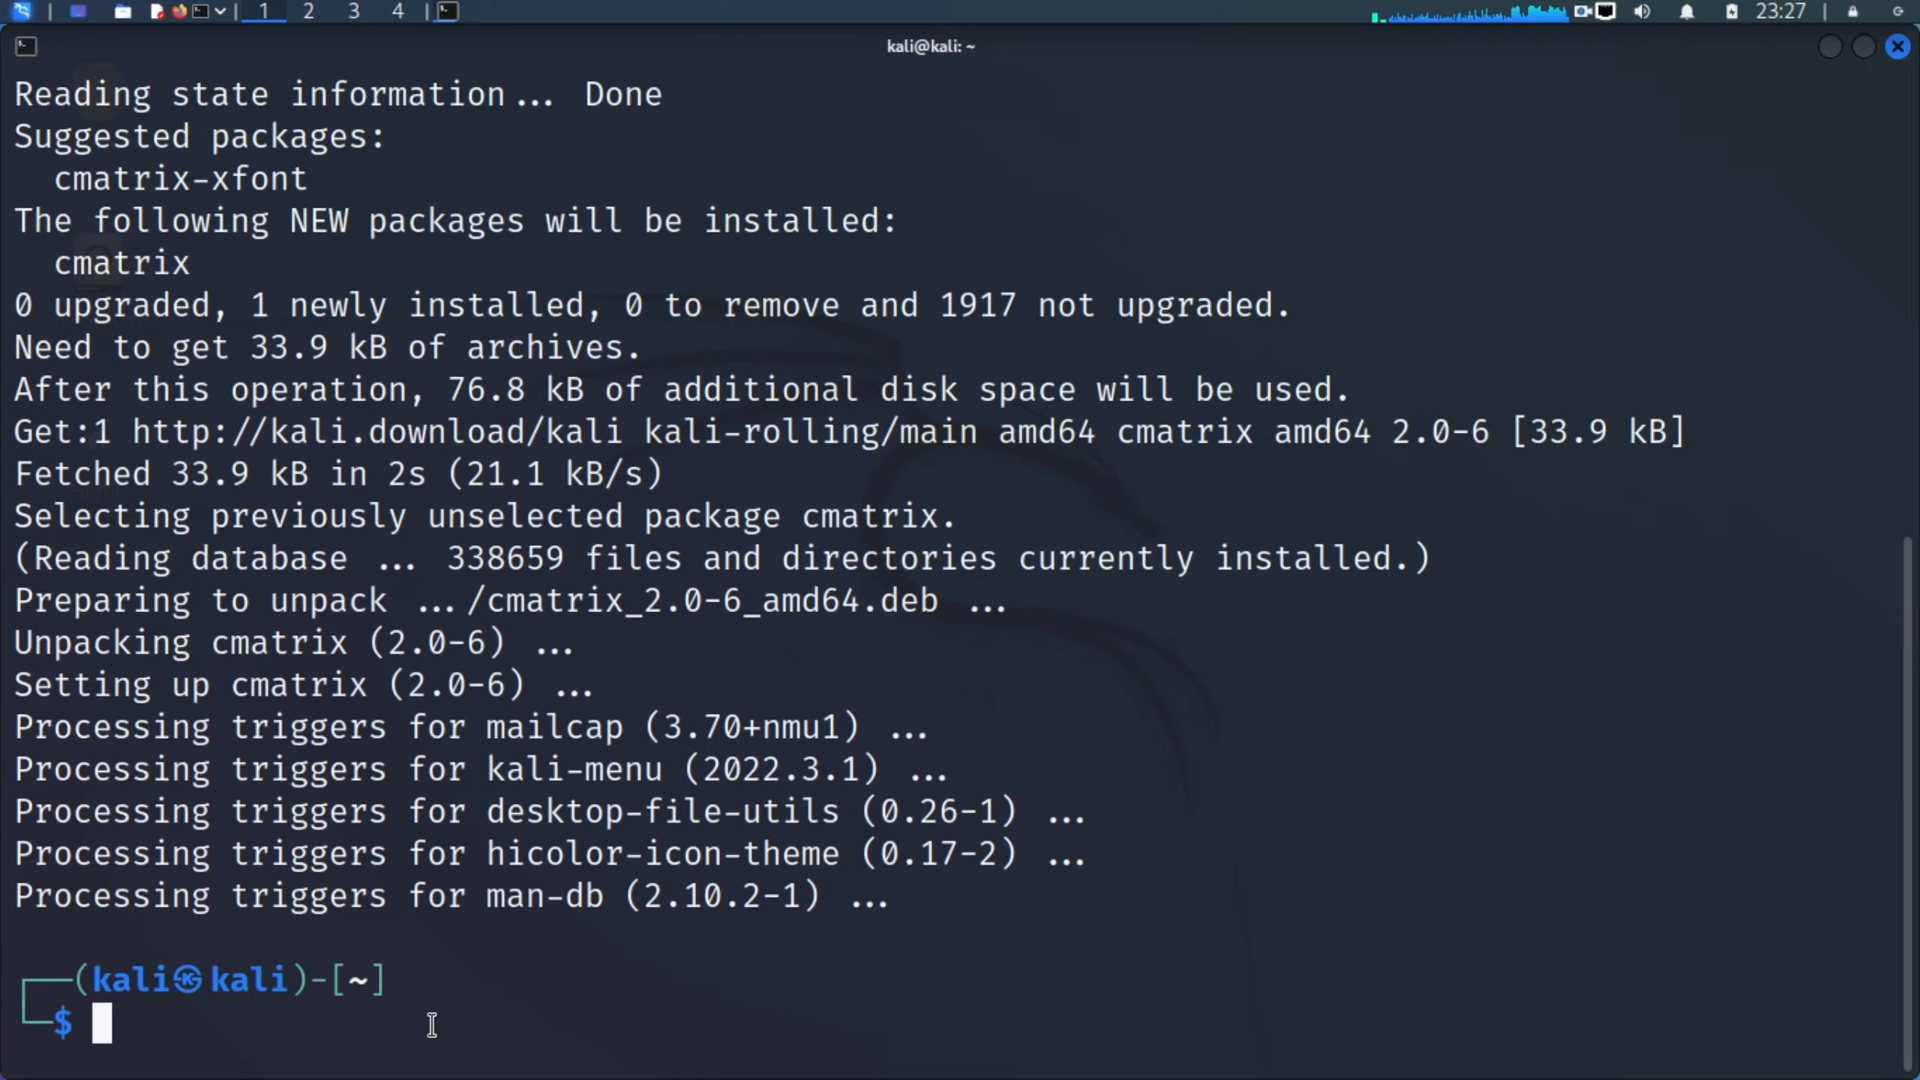 1 2 3 4 23:27
kali@kali: ~
Reading state information... Done
Suggested packages:
cmatrix-xfont
The following NEW packages will be installed:
cmatrix
0 upgraded, 1 newly installed, 0 to remove and 1917 not upgraded.
Need to get 33.9 kB of archives.
After this operation, 76.8 kB of additional disk space will be used.
Get:1 http://kali.download/kali kali-rolling/main amd64 cmatrix amd64 2.0-6 [33.9 kB]
Fetched 33.9 kB in 2s (21.1 kB/s)
Selecting previously unselected package cmatrix.
(Reading database ... 338659 files and directories currently installed.)
Preparing to unpack .../cmatrix_2.0-6_amd64.deb ...
Unpacking cmatrix (2.0-6) ...
Setting up cmatrix (2.0-6) ...
Processing triggers for mailcap (3.70+nmu1) ...
Processing triggers for kali-menu (2022.3.1) ...
Processing triggers for desktop-file-utils (0.26-1) ...
Processing triggers for hicolor-icon-theme (0.17-2) ...
Processing triggers for man-db (2.10.2-1) ...
┌──(kali㉿kali)-[~]
└─$